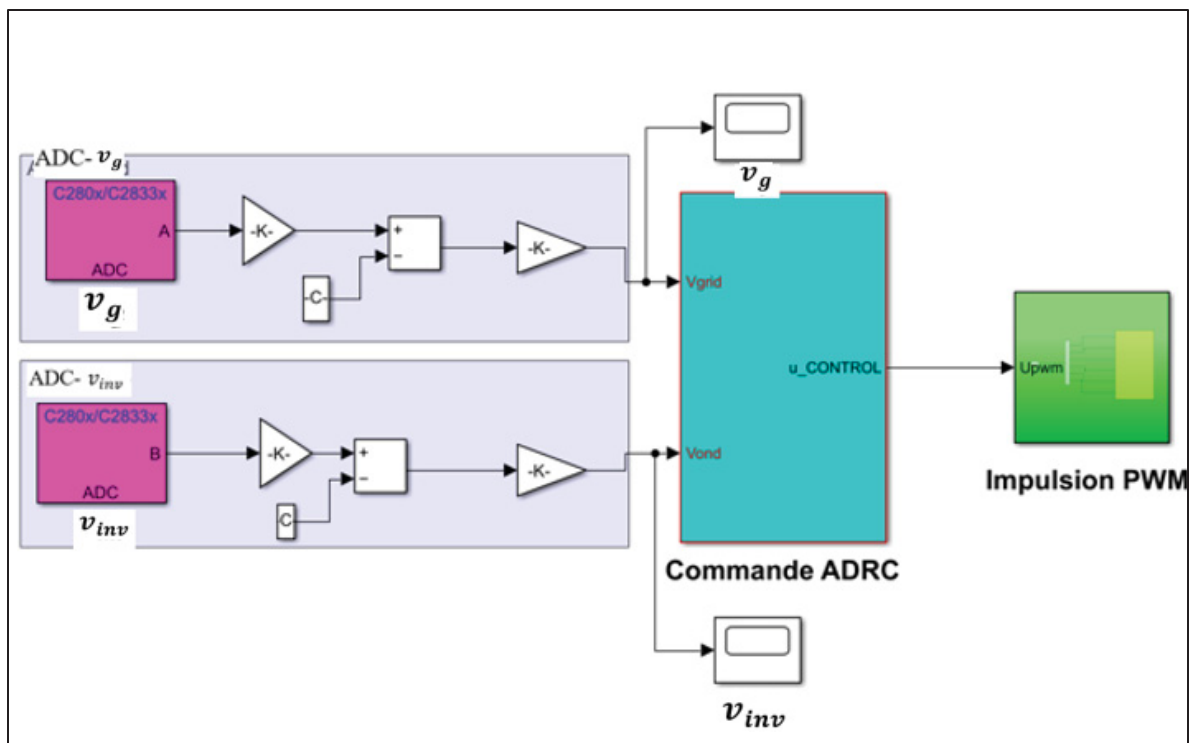 ADC- v_g
C280x/C2833x
A
ADC
v_g
-K-
+
−
-C-
-K-
v_g
Vgrid
u_CONTROL
Vond
Commande ADRC
Upwm
Impulsion PWM
ADC- v_inv
C280x/C2833x
B
ADC
v_inv
-K-
+
−
C
-K-
v_inv